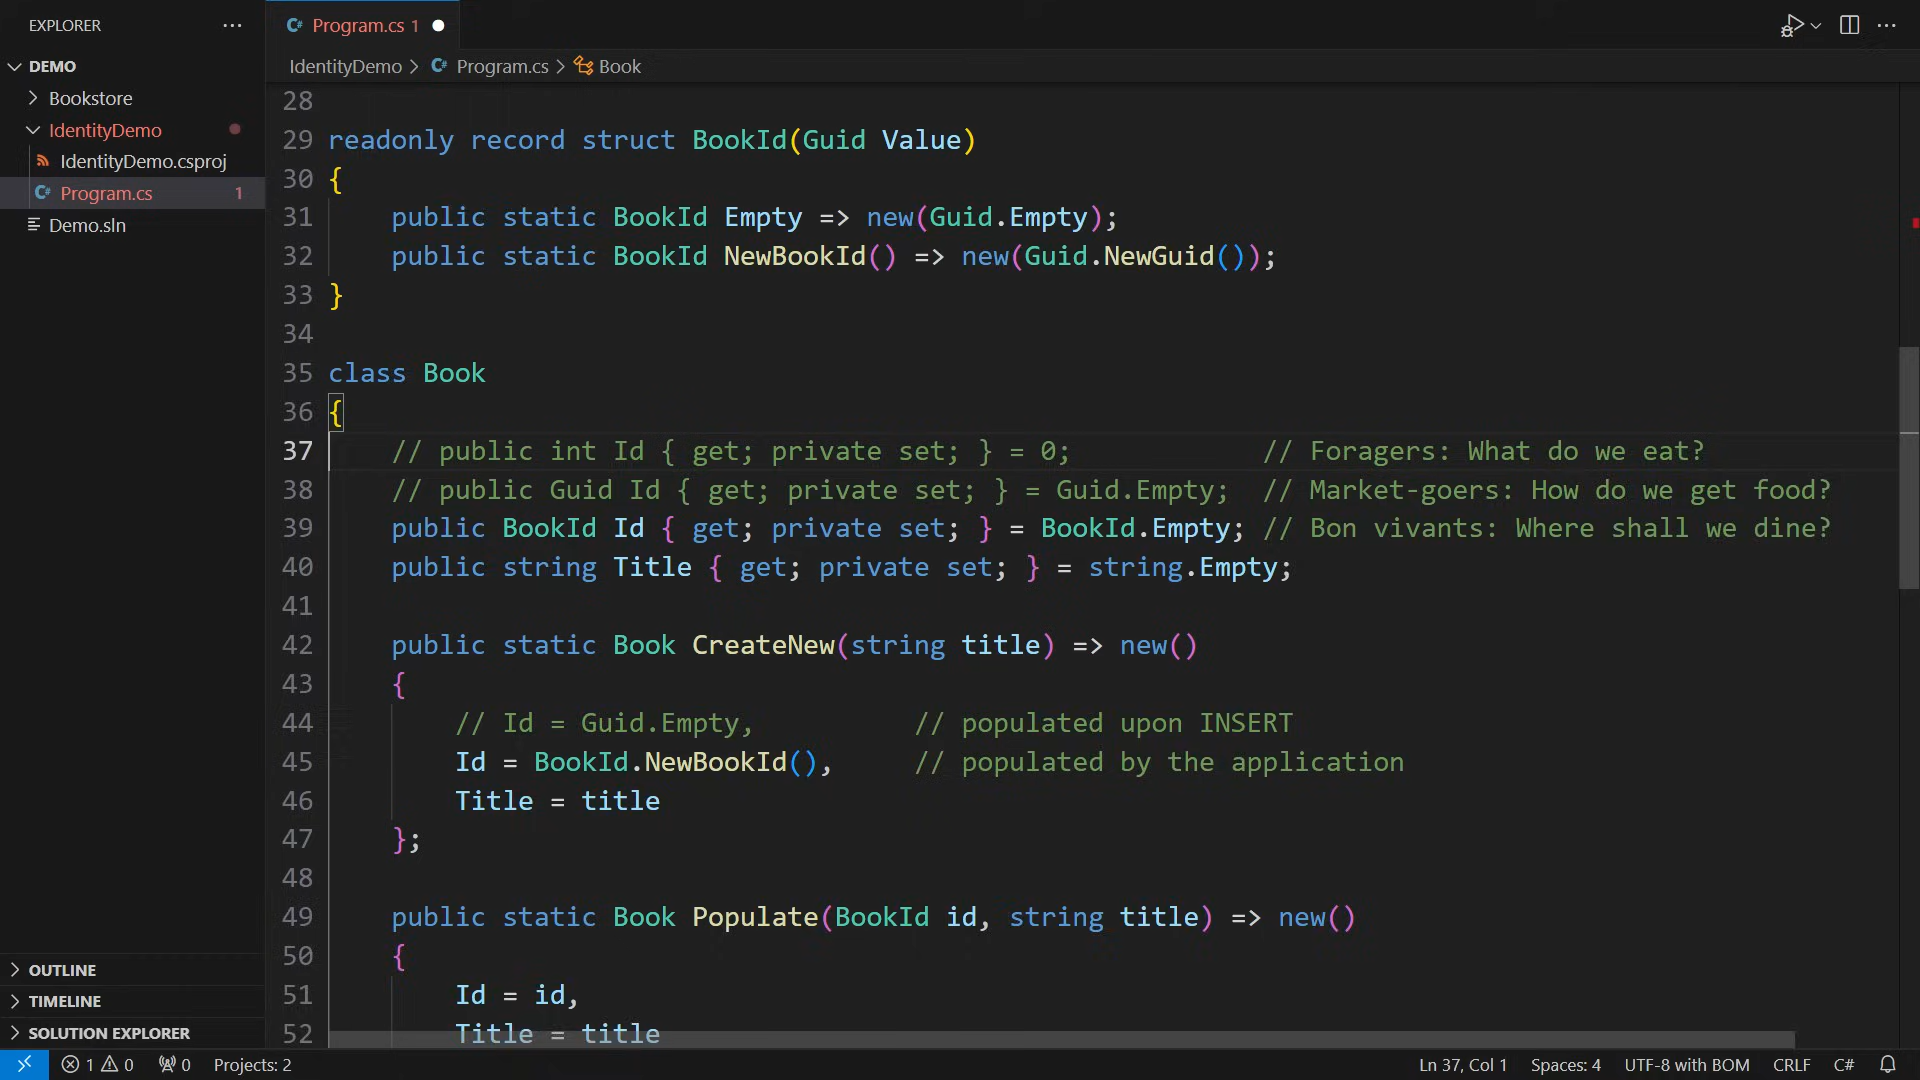 EXPLORER
DEMO
Bookstore
IdentityDemo
IdentityDemo.csproj
Program.cs 1
Demo.sln
OUTLINE
TIMELINE
SOLUTION EXPLORER
Program.cs 1
IdentityDemo > Program.cs > Book
28
29 readonly record struct BookId(Guid Value)
30 {
31     public static BookId Empty => new(Guid.Empty);
32     public static BookId NewBookId() => new(Guid.NewGuid());
33 }
34
35 class Book
36 {
37     // public int Id { get; private set; } = 0;            // Foragers: What do we eat?
38     // public Guid Id { get; private set; } = Guid.Empty;  // Market-goers: How do we get food?
39     public BookId Id { get; private set; } = BookId.Empty; // Bon vivants: Where shall we dine?
40     public string Title { get; private set; } = string.Empty;
41
42     public static Book CreateNew(string title) => new()
43     {
44         // Id = Guid.Empty,          // populated upon INSERT
45         Id = BookId.NewBookId(),     // populated by the application
46         Title = title
47     };
48
49     public static Book Populate(BookId id, string title) => new()
50     {
51         Id = id,
52         Title = title
1 0 0 Projects: 2 Ln 37, Col 1 Spaces: 4 UTF-8 with BOM CRLF C#